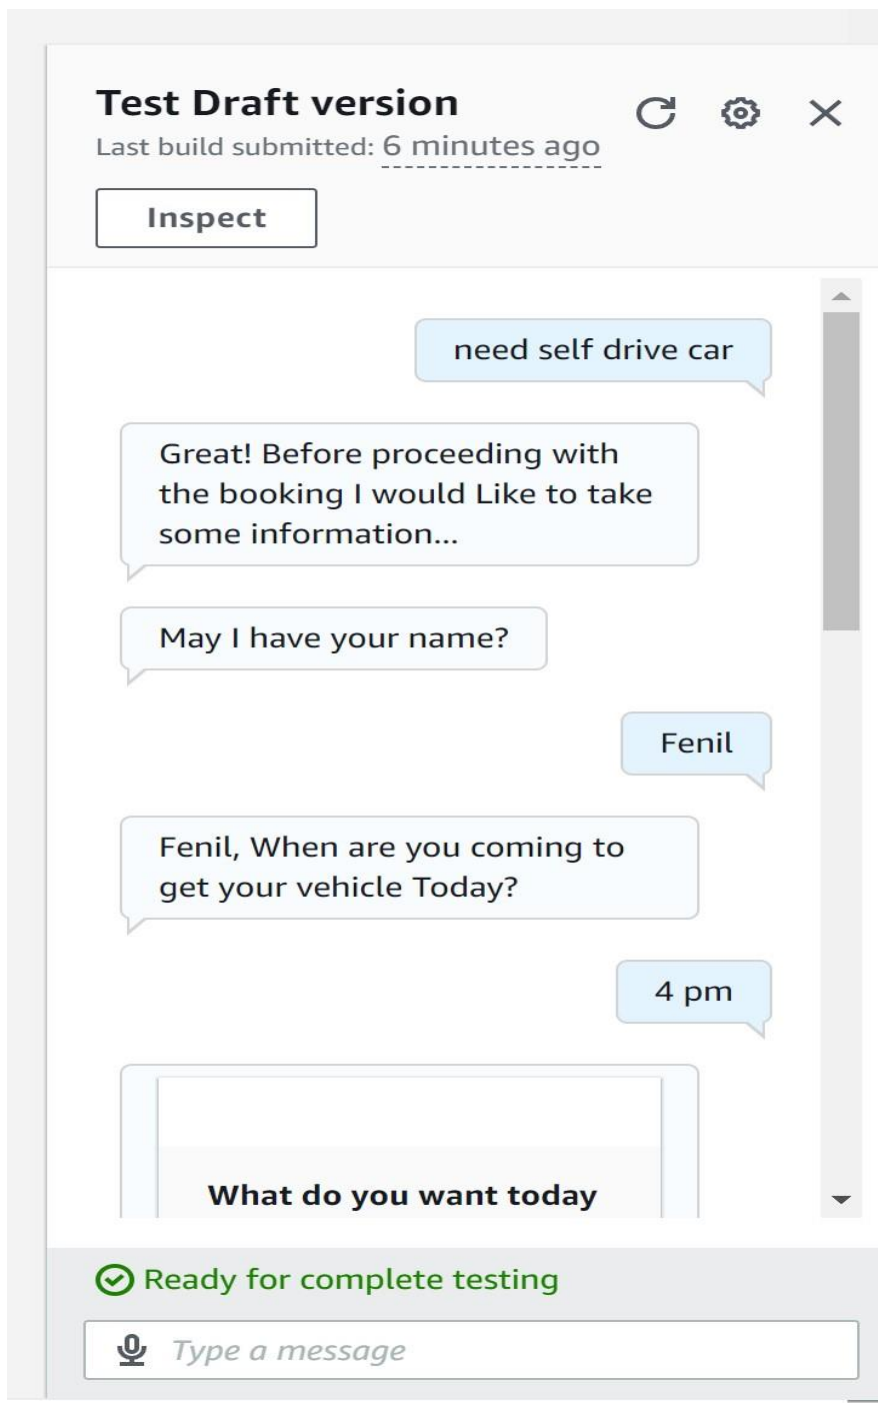 Test Draft version
Last build submitted: 6 minutes ago
Inspect
need self drive car
Great! Before proceeding with
the booking I would Like to take
some information...
May I have your name?
Fenil
Fenil, When are you coming to
get your vehicle Today?
4 pm
What do you want today
Ready for complete testing
Type a message